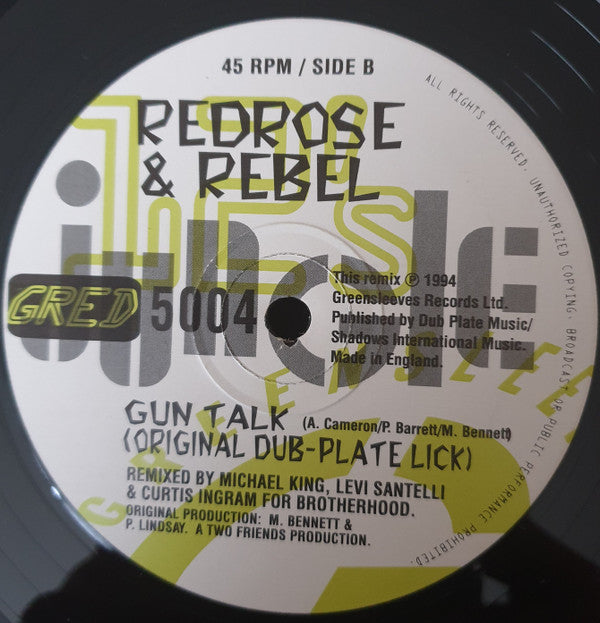 45 RPM / SIDE B
REDROSE
& REBEL
jungle
GRED 5004
This remix ℗ 1994
Greensleeves Records Ltd.
Published by Dub Plate Music/
Shadows International Music.
Made in England.
GUN TALK (A. Cameron/P. Barrett/M. Bennett)
(ORIGINAL DUB-PLATE LICK)
REMIXED BY MICHAEL KING, LEVI SANTELLI
& CURTIS INGRAM FOR BROTHERHOOD.
ORIGINAL PRODUCTION: M. BENNETT &
P. LINDSAY. A TWO FRIENDS PRODUCTION.
ALL RIGHTS RESERVED. UNAUTHORIZED COPYING, BROADCAST OR PUBLIC PERFORMANCE PROHIBITED.